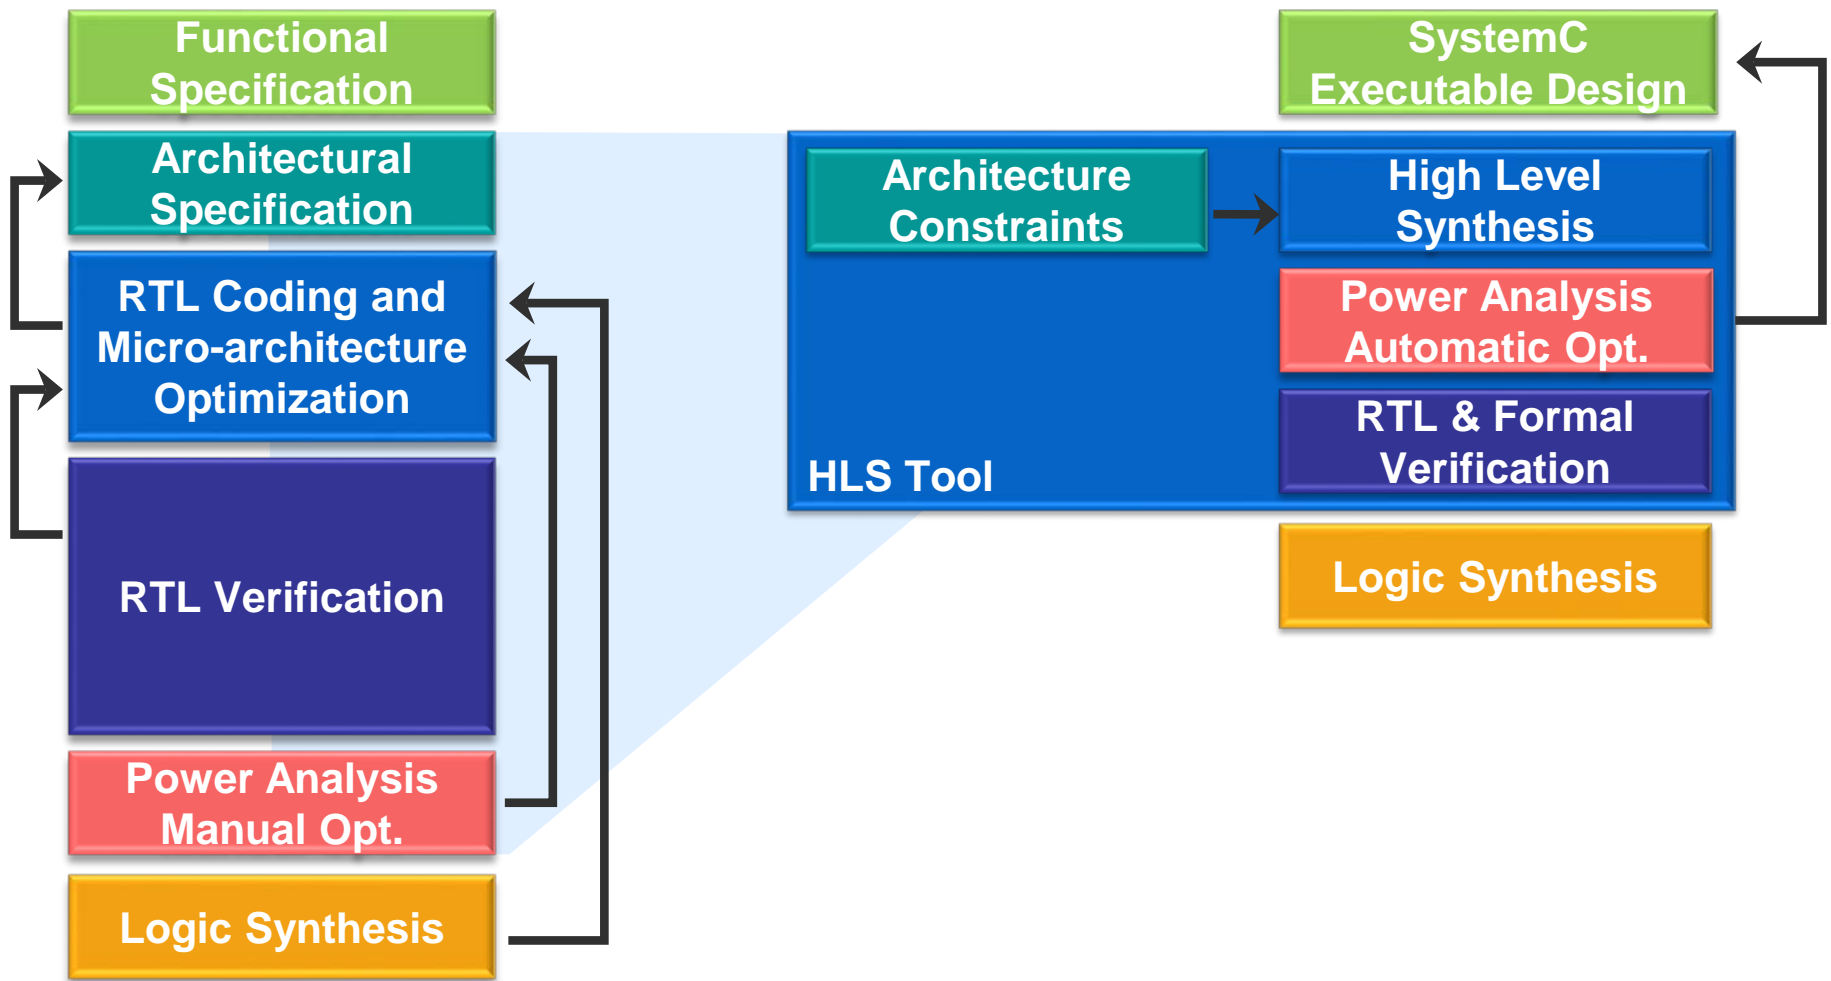 Functional
Specification
Architectural
Specification
RTL Coding and
Micro-architecture
Optimization
RTL Verification
Power Analysis
Manual Opt.
Logic Synthesis
SystemC
Executable Design
Architecture
Constraints
High Level
Synthesis
Power Analysis
Automatic Opt.
RTL & Formal
Verification
HLS Tool
Logic Synthesis